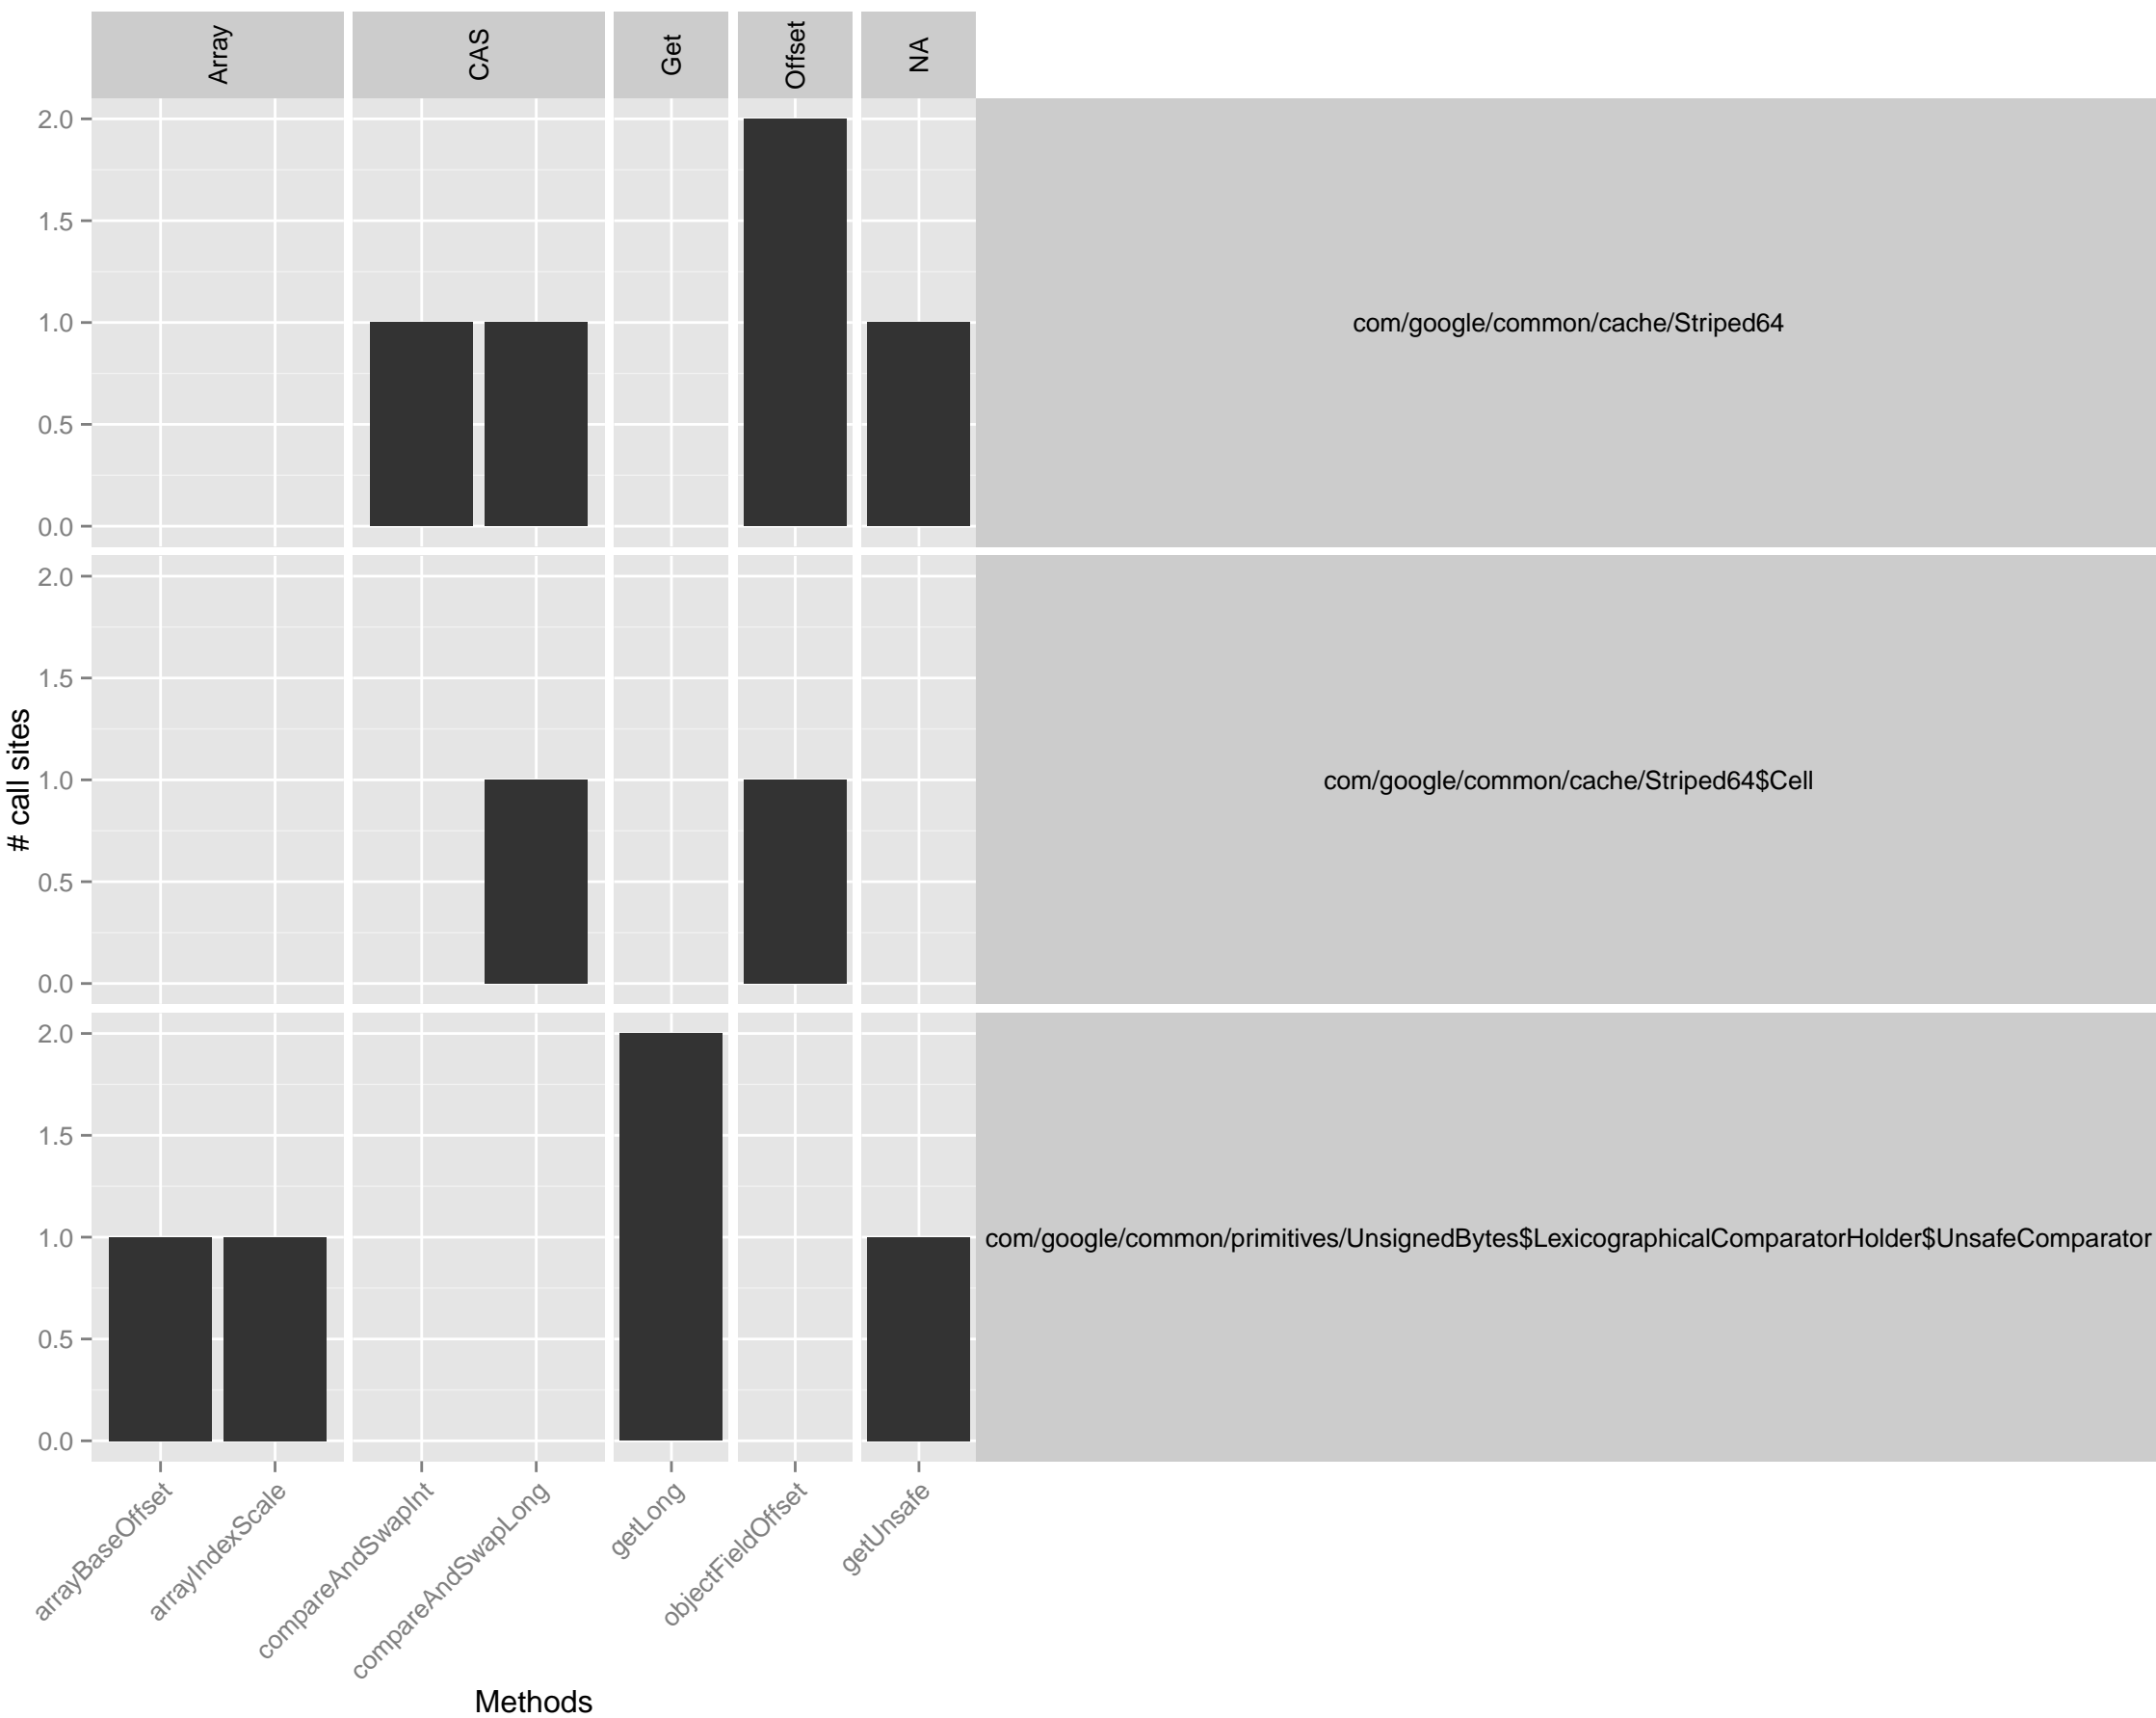 Array
CAS
Get
Offset
NA
2.0
1.5
1.0
0.5
0.0
com/google/common/cache/Striped64
2.0
1.5
1.0
0.5
0.0
com/google/common/cache/Striped64$Cell
2.0
1.5
1.0
0.5
0.0
com/google/common/primitives/UnsignedBytes$LexicographicalComparatorHolder$UnsafeComparator
# call sites
arrayBaseOffset
arrayIndexScale
compareAndSwapInt
compareAndSwapLong
getLong
objectFieldOffset
getUnsafe
Methods